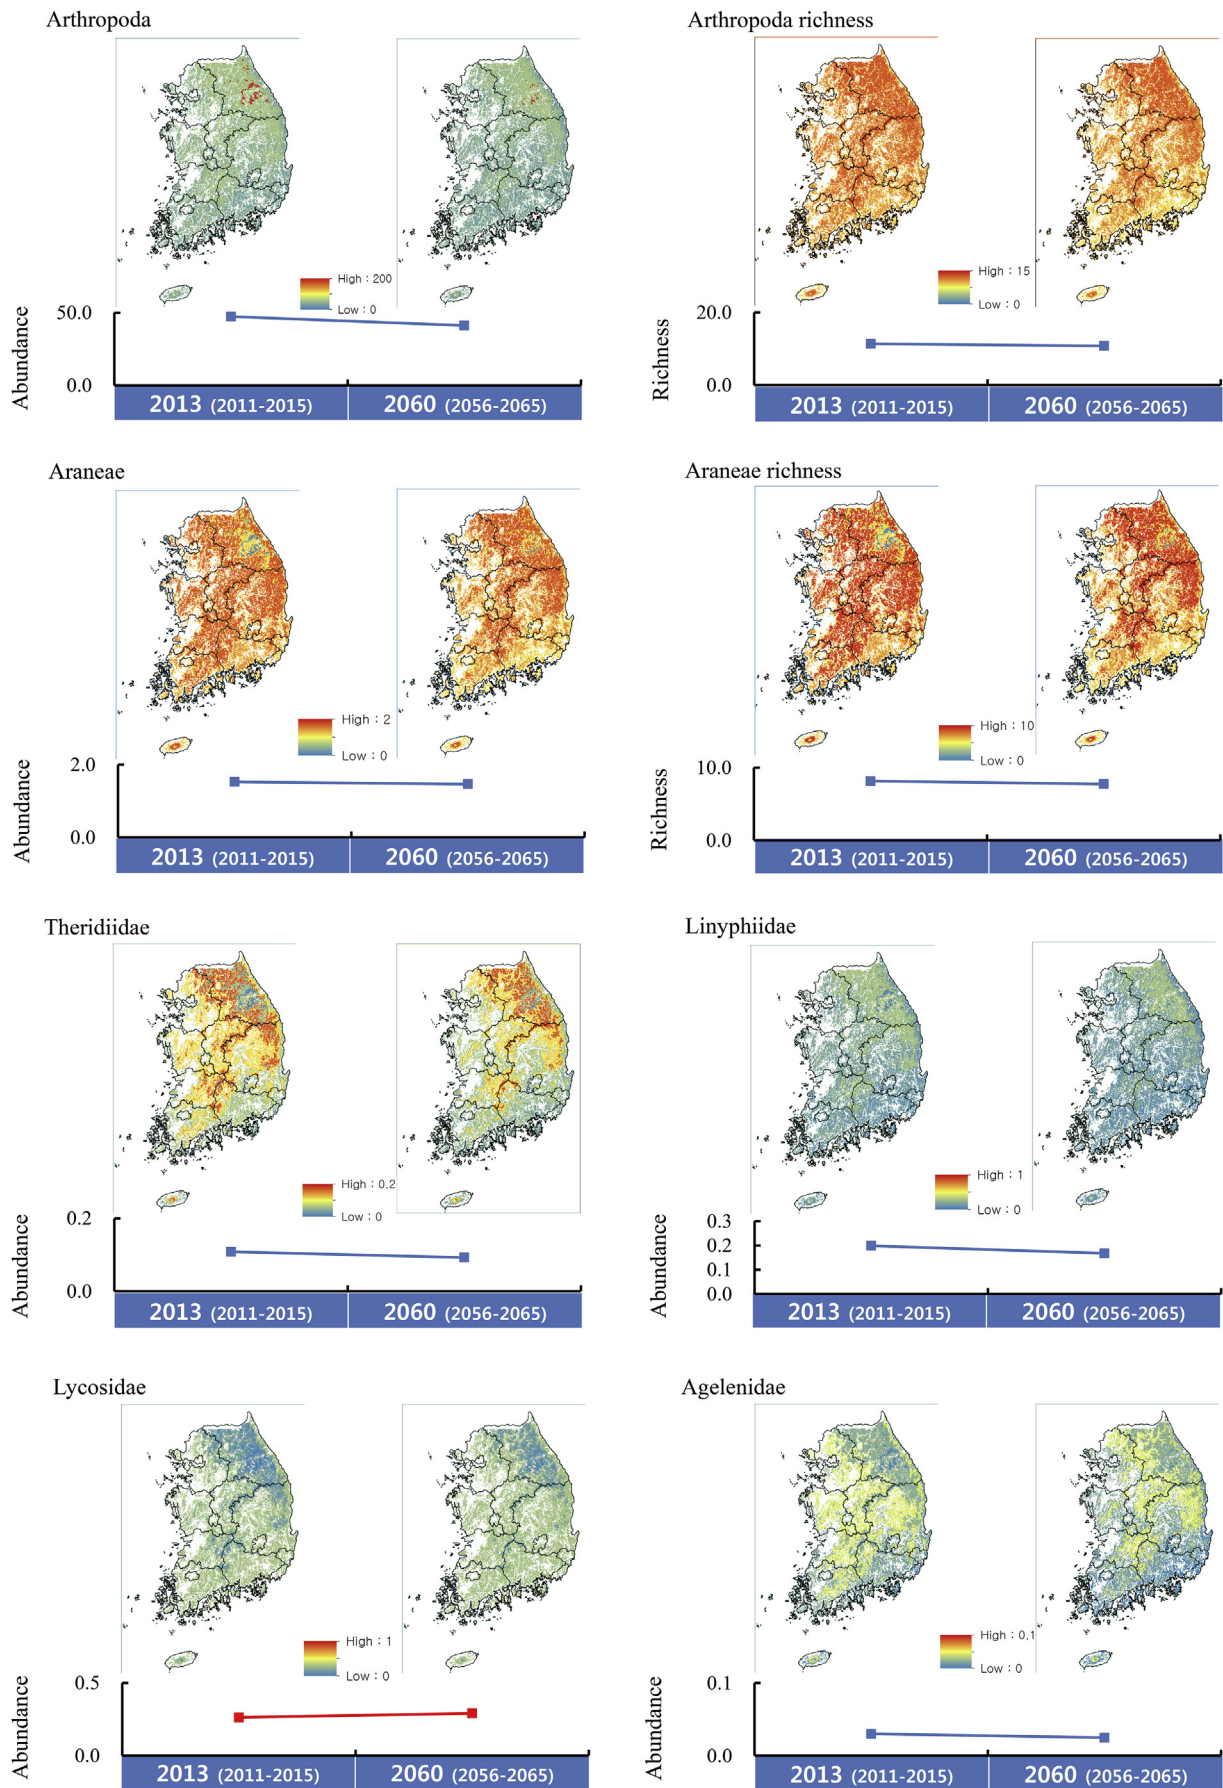 Arthropoda
High : 200
Low : 0
50.0
0.0
Abundance
2013 (2011-2015)
2060 (2056-2065)
Arthropoda richness
High : 15
Low : 0
20.0
0.0
Richness
2013 (2011-2015)
2060 (2056-2065)
Araneae
High : 2
Low : 0
2.0
0.0
Abundance
2013 (2011-2015)
2060 (2056-2065)
Araneae richness
High : 10
Low : 0
10.0
0.0
Richness
2013 (2011-2015)
2060 (2056-2065)
Theridiidae
High : 0.2
Low : 0
0.2
0.0
Abundance
2013 (2011-2015)
2060 (2056-2065)
Linyphiidae
High : 1
Low : 0
0.3
0.2
0.1
0.0
Abundance
2013 (2011-2015)
2060 (2056-2065)
Lycosidae
High : 1
Low : 0
0.5
0.0
Abundance
2013 (2011-2015)
2060 (2056-2065)
Agelenidae
High : 0.1
Low : 0
0.1
0.0
Abundance
2013 (2011-2015)
2060 (2056-2065)